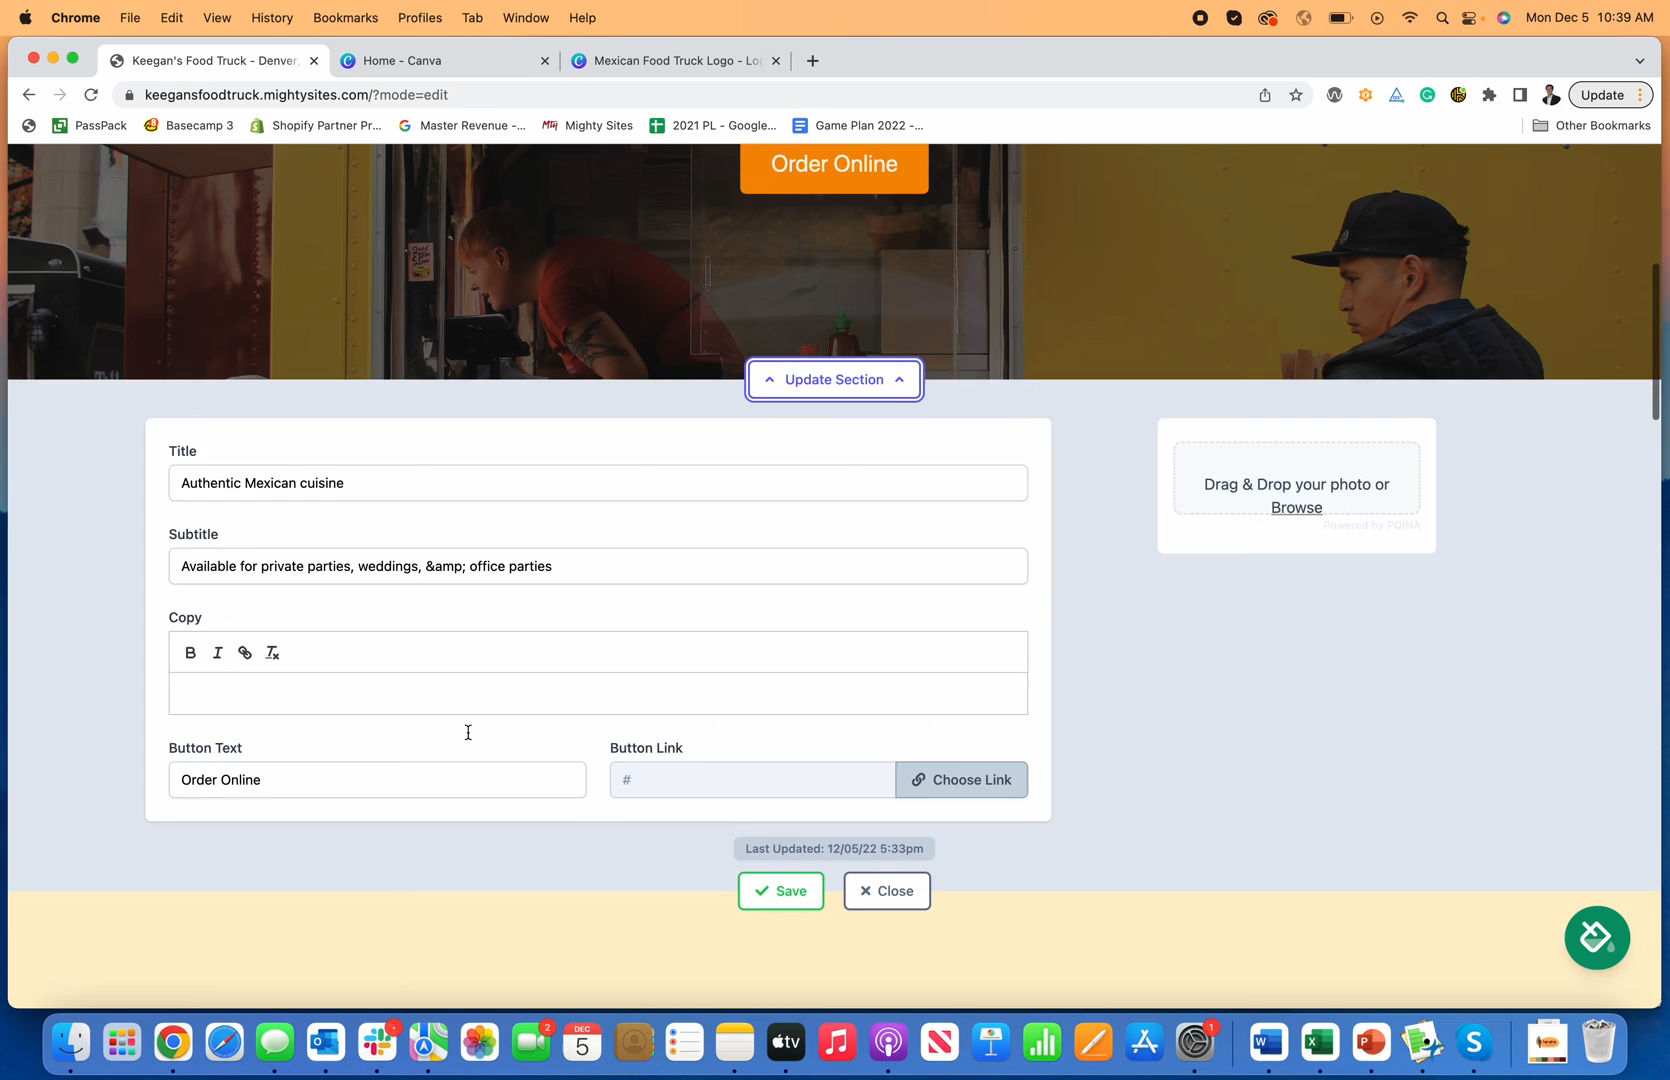 Chrome File Edit View History Bookmarks Profiles Tab Window Help Mon Dec 5 10:39 AM
Keegan's Food Truck - Denver, Home - Canva Mexican Food Truck Logo - Lo
keegansfoodtruck.mightysites.com/?mode=edit Update
PassPack Basecamp 3 Shopify Partner Pr... Master Revenue -... Mighty Sites 2021 PL - Google... Game Plan 2022 -... Other Bookmarks
Order Online
Update Section
Title
Authentic Mexican cuisine
Drag & Drop your photo or
Browse
Powered by PQINA
Subtitle
Available for private parties, weddings, &amp; office parties
Copy
Button Text Button Link
Order Online # Choose Link
Last Updated: 12/05/22 5:33pm
Save Close
2
DEC
5
tv
1